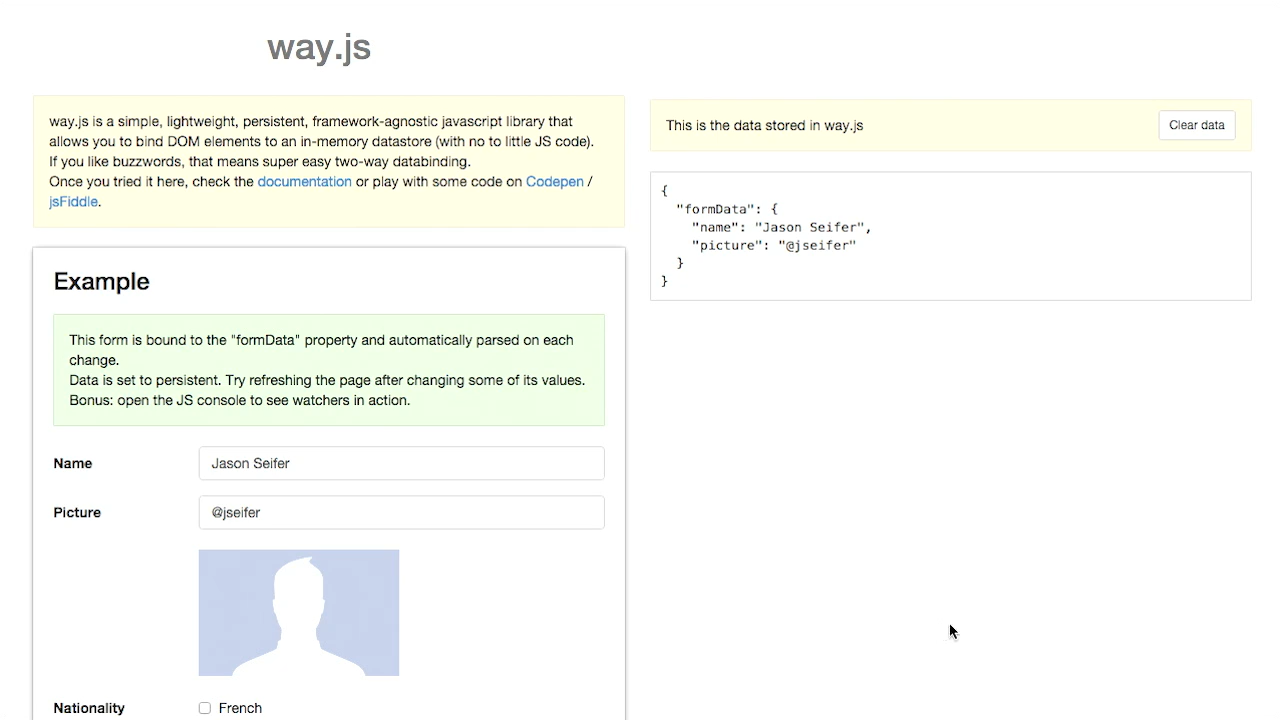 way.js
way.js is a simple, lightweight, persistent, framework-agnostic javascript library that
allows you to bind DOM elements to an in-memory datastore (with no to little JS code).
If you like buzzwords, that means super easy two-way databinding.
Once you tried it here, check the documentation or play with some code on Codepen /
jsFiddle.
Example
This form is bound to the "formData" property and automatically parsed on each
change.
Data is set to persistent. Try refreshing the page after changing some of its values.
Bonus: open the JS console to see watchers in action.
Name Jason Seifer
Picture @jseifer
Nationality French
This is the data stored in way.js Clear data
{
  "formData": {
    "name": "Jason Seifer",
    "picture": "@jseifer"
  }
}